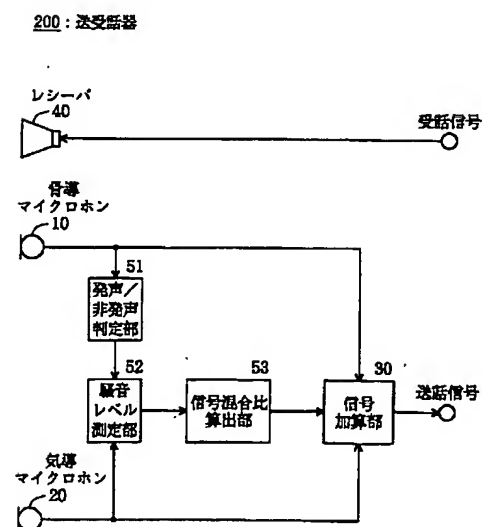 200：送受話器
レシーバ
40
受話信号
骨導
マイクロホン
10
51
発声／
非発声
判定部
52
53
30
送話信号
騒音
レベル
測定部
信号混合比
算出部
信号
加算部
気導
マイクロホン
20